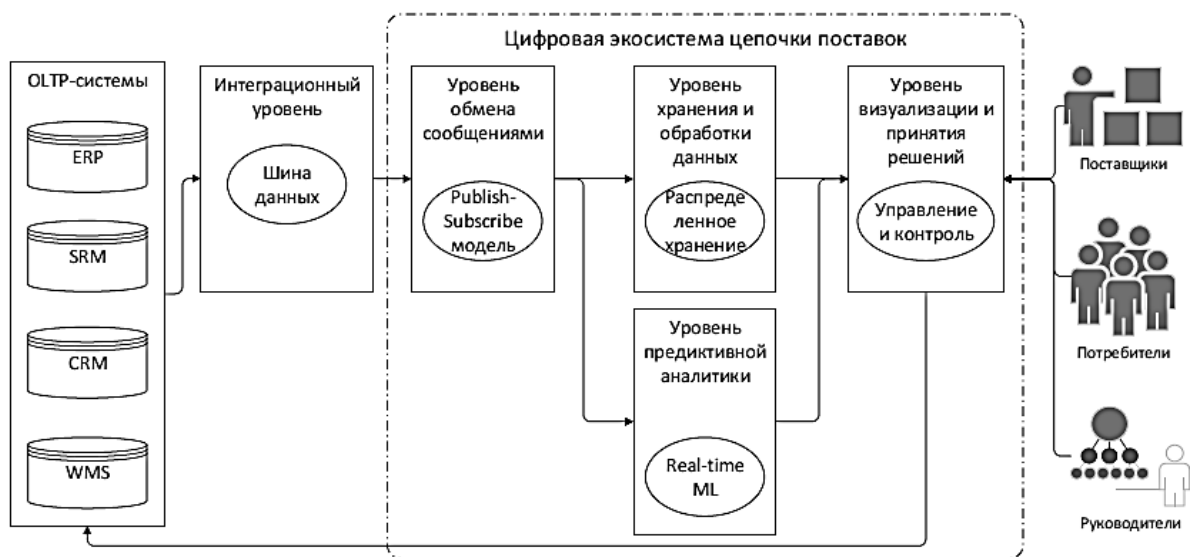 Цифровая экосистема цепочки поставок
OLTP-системы
ERP
SRM
CRM
WMS
Интеграционный
уровень
Шина
данных
Уровень
обмена
сообщениями
Publish-
Subscribe
модель
Уровень
хранения и
обработки
данных
Распреде
ленное
хранение
Уровень
предиктивной
аналитики
Real-time
ML
Уровень
визуализации и
принятия
решений
Управление
и контроль
Поставщики
Потребители
Руководители